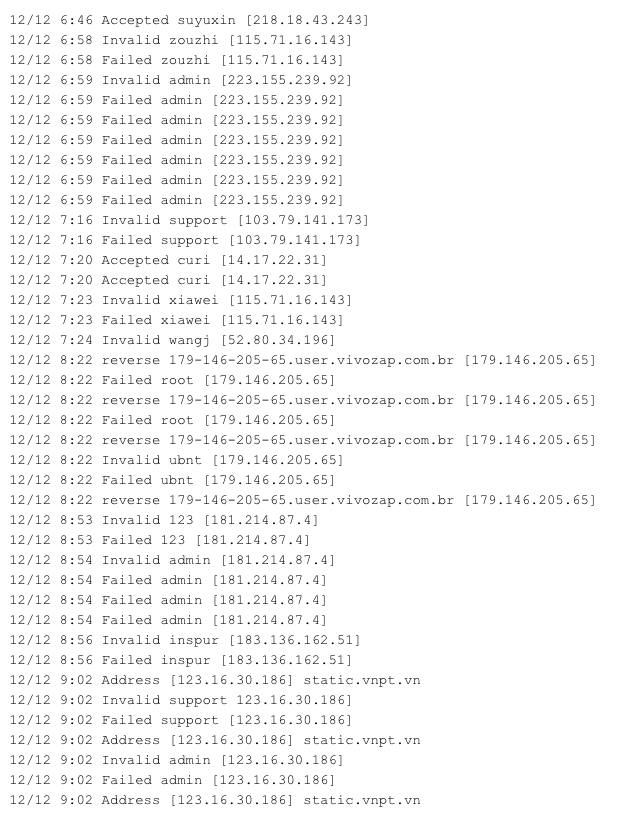 12/12 6:46 Accepted suyuxin [218.18.43.243]
12/12 6:58 Invalid zouzhi [115.71.16.143]
12/12 6:58 Failed zouzhi [115.71.16.143]
12/12 6:59 Invalid admin [223.155.239.92]
12/12 6:59 Failed admin [223.155.239.92]
12/12 6:59 Failed admin [223.155.239.92]
12/12 6:59 Failed admin [223.155.239.92]
12/12 6:59 Failed admin [223.155.239.92]
12/12 6:59 Failed admin [223.155.239.92]
12/12 6:59 Failed admin [223.155.239.92]
12/12 7:16 Invalid support [103.79.141.173]
12/12 7:16 Failed support [103.79.141.173]
12/12 7:20 Accepted curi [14.17.22.31]
12/12 7:20 Accepted curi [14.17.22.31]
12/12 7:23 Invalid xiawei [115.71.16.143]
12/12 7:23 Failed xiawei [115.71.16.143]
12/12 7:24 Invalid wangj [52.80.34.196]
12/12 8:22 reverse 179-146-205-65.user.vivozap.com.br [179.146.205.65]
12/12 8:22 Failed root [179.146.205.65]
12/12 8:22 reverse 179-146-205-65.user.vivozap.com.br [179.146.205.65]
12/12 8:22 Failed root [179.146.205.65]
12/12 8:22 reverse 179-146-205-65.user.vivozap.com.br [179.146.205.65]
12/12 8:22 Invalid ubnt [179.146.205.65]
12/12 8:22 Failed ubnt [179.146.205.65]
12/12 8:22 reverse 179-146-205-65.user.vivozap.com.br [179.146.205.65]
12/12 8:53 Invalid 123 [181.214.87.4]
12/12 8:53 Failed 123 [181.214.87.4]
12/12 8:54 Invalid admin [181.214.87.4]
12/12 8:54 Failed admin [181.214.87.4]
12/12 8:54 Failed admin [181.214.87.4]
12/12 8:54 Failed admin [181.214.87.4]
12/12 8:56 Invalid inspur [183.136.162.51]
12/12 8:56 Failed inspur [183.136.162.51]
12/12 9:02 Address [123.16.30.186] static.vnpt.vn
12/12 9:02 Invalid support 123.16.30.186]
12/12 9:02 Failed support [123.16.30.186]
12/12 9:02 Address [123.16.30.186] static.vnpt.vn
12/12 9:02 Invalid admin [123.16.30.186]
12/12 9:02 Failed admin [123.16.30.186]
12/12 9:02 Address [123.16.30.186] static.vnpt.vn